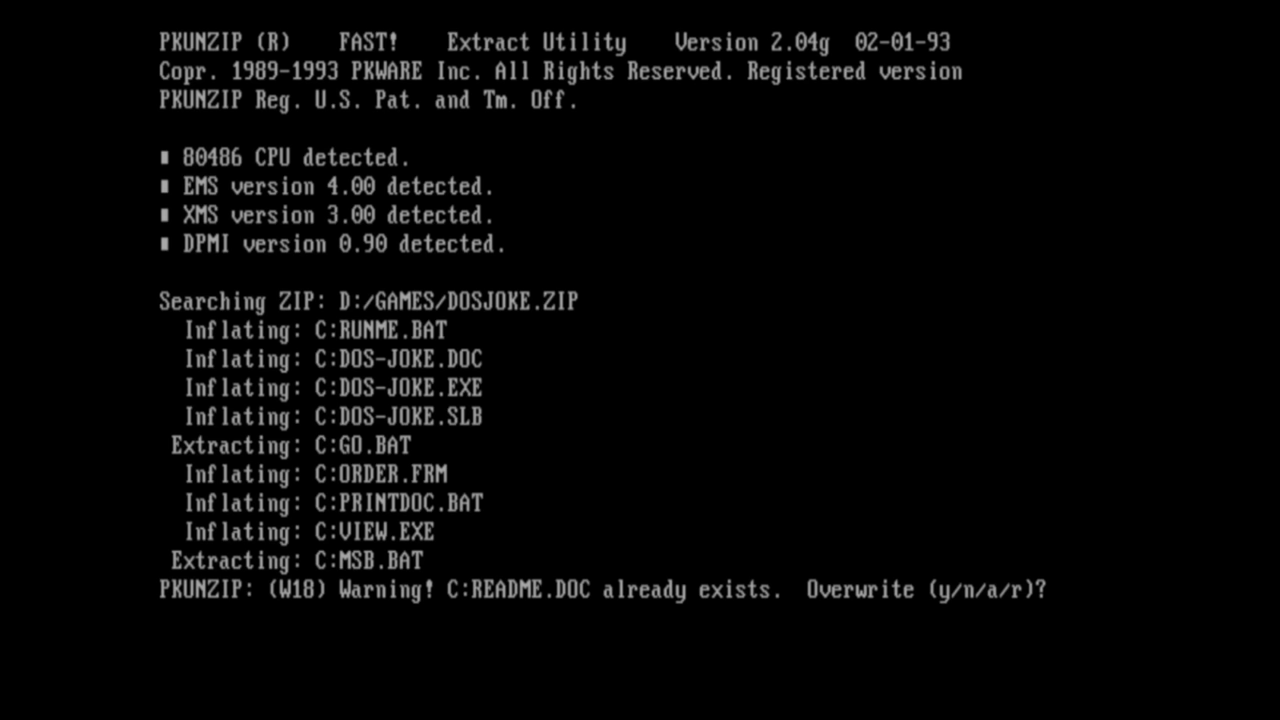 PKUNZIP (R)    FAST!    Extract Utility    Version 2.04g  02-01-93
Copr. 1989-1993 PKWARE Inc. All Rights Reserved. Registered version
PKUNZIP Reg. U.S. Pat. and Tm. Off.
▪ 80486 CPU detected.
▪ EMS version 4.00 detected.
▪ XMS version 3.00 detected.
▪ DPMI version 0.90 detected.
Searching ZIP: D:/GAMES/DOSJOKE.ZIP
  Inflating: C:RUNME.BAT
  Inflating: C:DOS-JOKE.DOC
  Inflating: C:DOS-JOKE.EXE
  Inflating: C:DOS-JOKE.SLB
 Extracting: C:GO.BAT
  Inflating: C:ORDER.FRM
  Inflating: C:PRINTDOC.BAT
  Inflating: C:VIEW.EXE
 Extracting: C:MSB.BAT
PKUNZIP: (W18) Warning! C:README.DOC already exists.  Overwrite (y/n/a/r)?